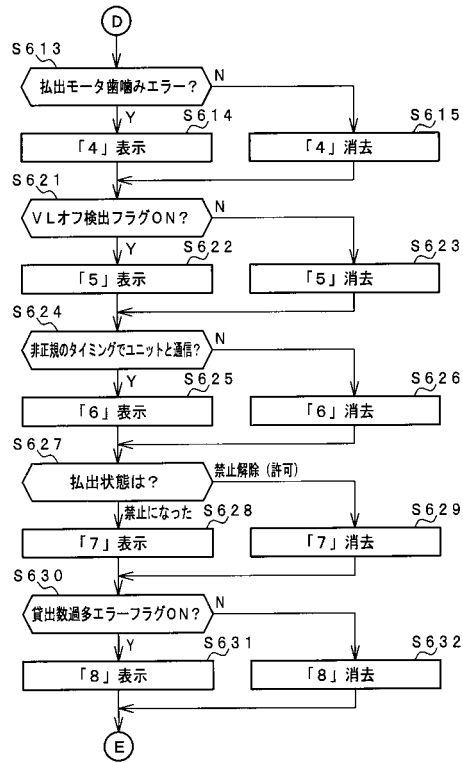 D
S613
払出モータ歯噛みエラー？
N
Y
S614
S615
「4」表示
「4」消去
S621
VLオフ検出フラグON？
N
Y
S622
S623
「5」表示
「5」消去
S624
非正規のタイミングでユニットと通信？
N
Y
S625
S626
「6」表示
「6」消去
S627
払出状態は？
禁止解除（許可）
禁止になった
S628
S629
「7」表示
「7」消去
S630
貸出数過多エラーフラグON？
N
Y
S631
S632
「8」表示
「8」消去
E